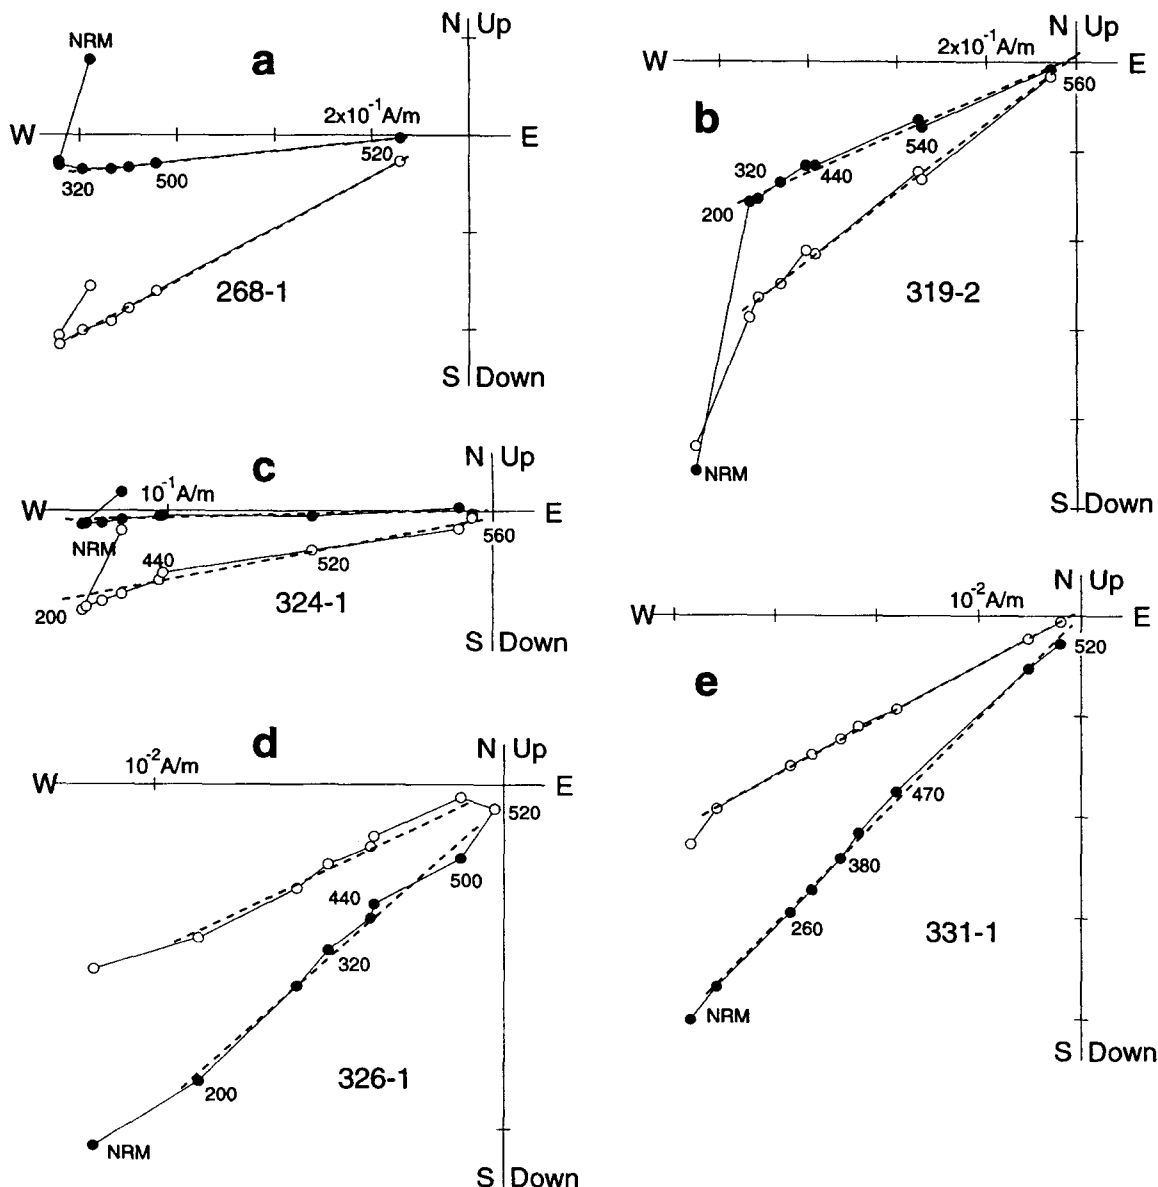 N Up
NRM
a
2x10⁻¹A/m
W E
320 500 520
268-1
S Down
N Up
2x10⁻¹A/m
W E
560
b
540
320 440
200
319-2
NRM
S Down
N Up
c
10⁻¹A/m
W E
NRM
560
440 520
200
324-1
S Down
N Up
d
10⁻²A/m
W E
520
500
440
320
200
326-1
NRM
S Down
N Up
10⁻²A/m
W E
520
e
470
380
260
331-1
NRM
S Down